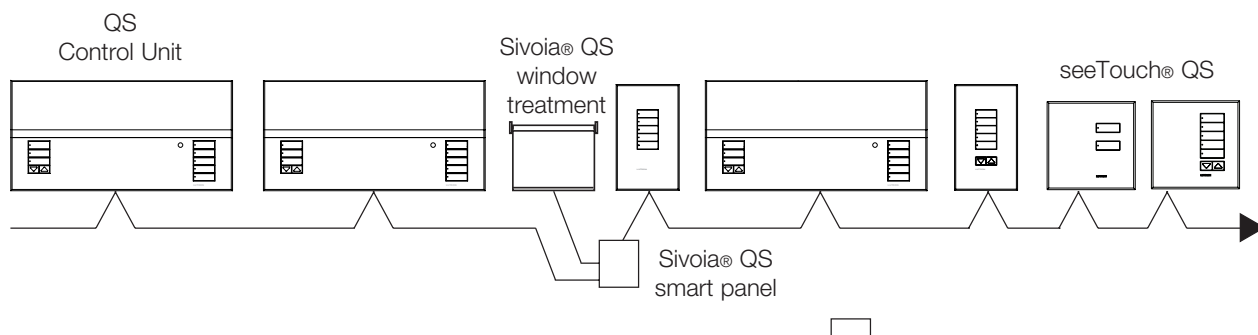 QS
Control Unit
Sivoia® QS
window
treatment
seeTouch® QS
Sivoia® QS
smart panel